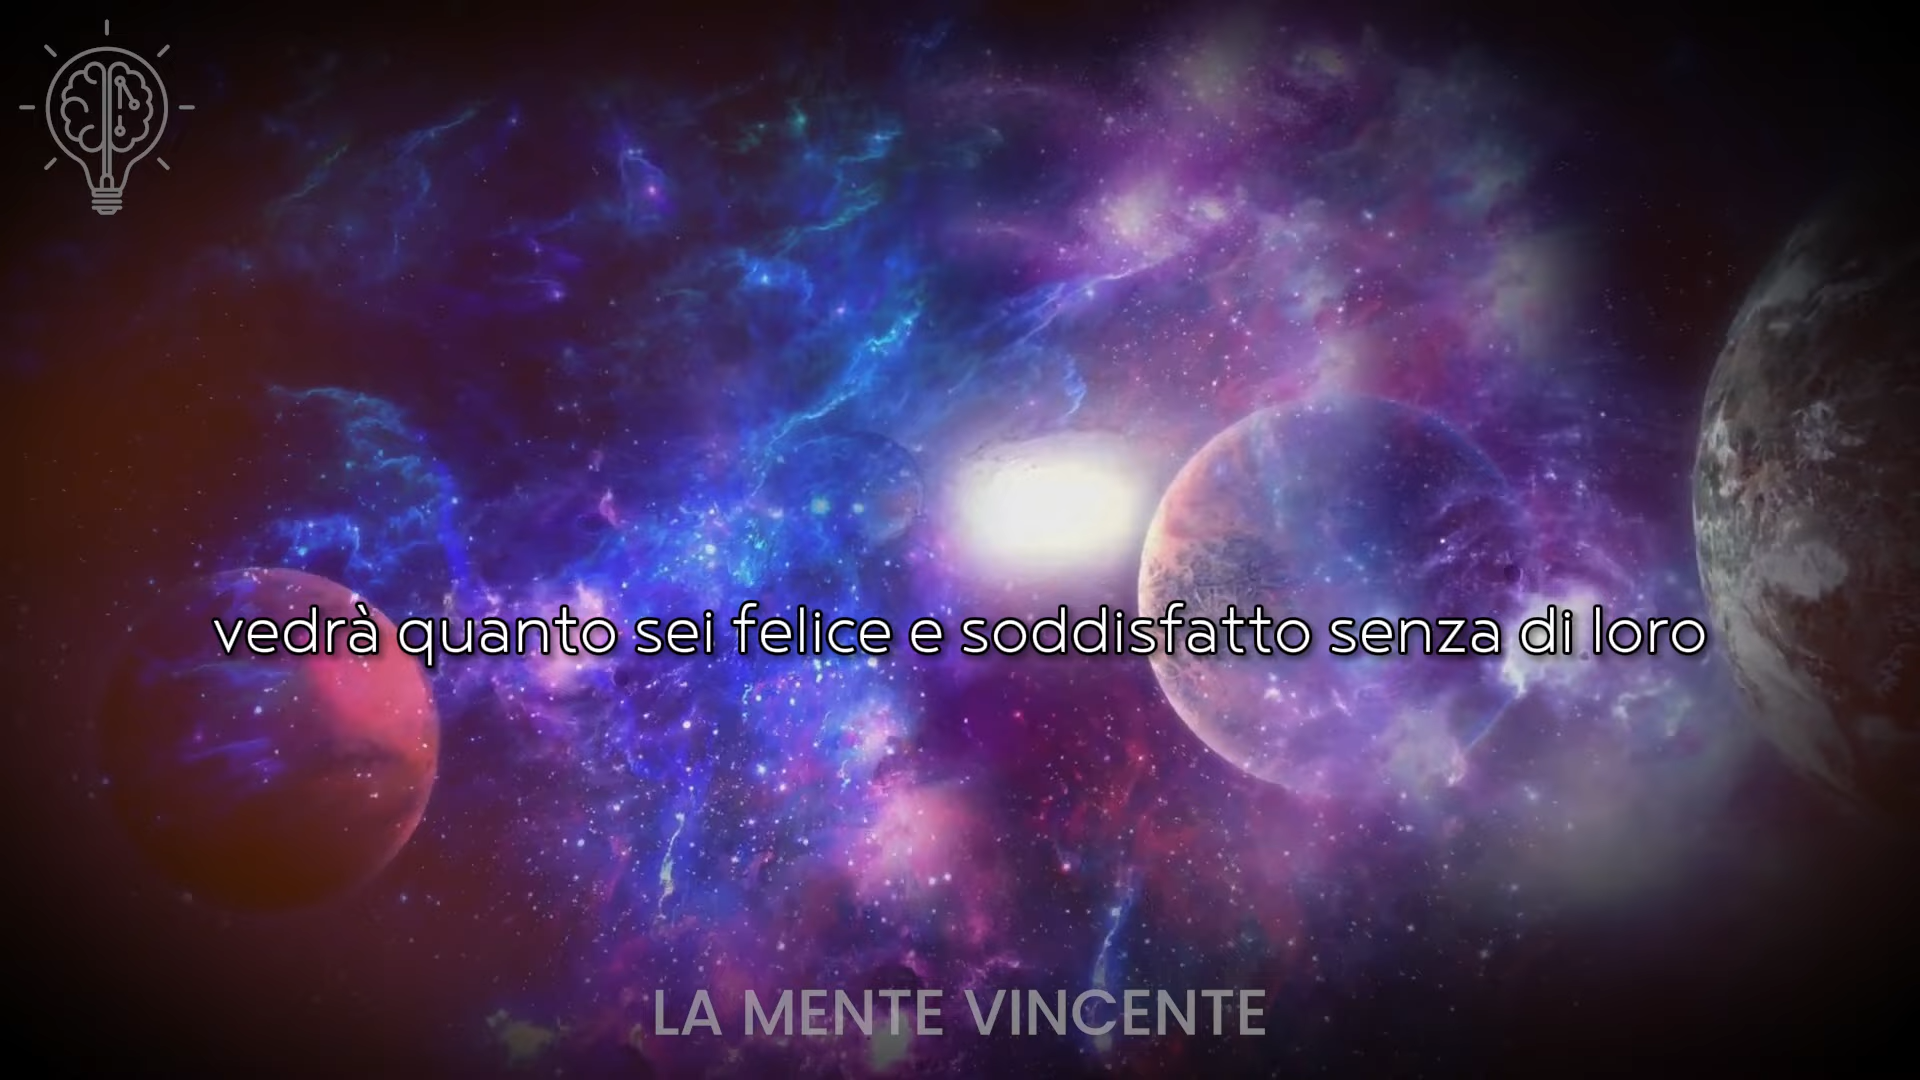 vedrà quanto sei felice e soddisfatto senza di loro
LA MENTE VINCENTE